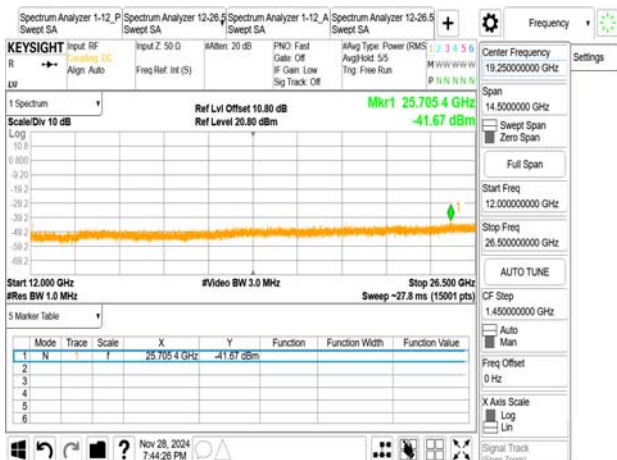 Spectrum Analyzer 1-12_P
Swept SA
Spectrum Analyzer 12-26.5
Swept SA
Spectrum Analyzer 1-12_A
Swept SA
Spectrum Analyzer 12-26.5
Swept SA
+
Frequency
KEYSIGHT
R
Input: RF
Coupling: DC
Align: Auto
Input Z: 50 Ω
Freq Ref: Int (S)
#Atten: 20 dB
PNO: Fast
Gate: Off
IF Gain: Low
Sig Track: Off
#Avg Type: Power (RMS
Avg|Hold: 5/5
Trig: Free Run
1 2 3 4 5 6
M W W W W W
P N N N N N
1 Spectrum
Scale/Div 10 dB
Ref Lvl Offset 10.80 dB
Ref Level 20.80 dBm
Mkr1 25.705 4 GHz
-41.67 dBm
Log
10.8
0.800
-9.20
-19.2
-29.2
-39.2
-49.2
-59.2
-69.2
1
Start 12.000 GHz
#Res BW 1.0 MHz
#Video BW 3.0 MHz
Stop 26.500 GHz
Sweep ~27.8 ms (15001 pts)
5 Marker Table
Mode Trace Scale X Y Function Function Width Function Value
1 N 1 f 25.705 4 GHz -41.67 dBm
2
3
4
5
6
Nov 28, 2024
7:44:26 PM
Center Frequency
19.250000000 GHz
Settings
Span
14.5000000 GHz
Swept Span
Zero Span
Full Span
Start Freq
12.000000000 GHz
Stop Freq
26.500000000 GHz
AUTO TUNE
CF Step
1.450000000 GHz
Auto
Man
Freq Offset
0 Hz
X Axis Scale
Log
Lin
Signal Track